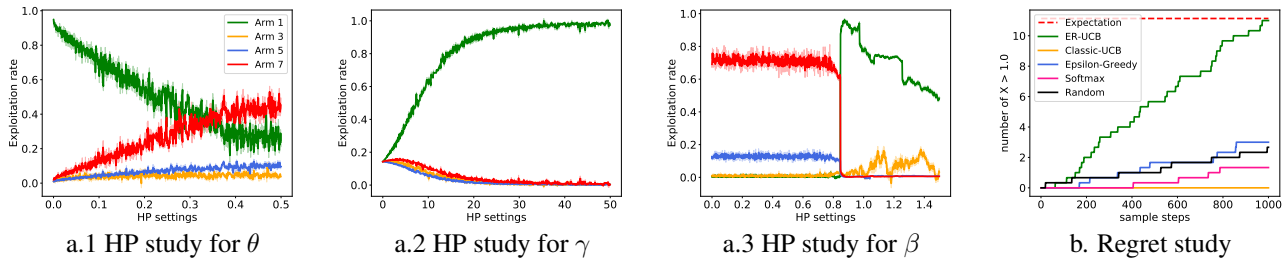 Exploitation rate
1.0
0.8
0.6
0.4
0.2
0.0
Arm 1
Arm 3
Arm 5
Arm 7
0.0 0.1 0.2 0.3 0.4 0.5
HP settings
a.1 HP study for θ
Exploitation rate
1.0
0.8
0.6
0.4
0.2
0.0
0 10 20 30 40 50
HP settings
a.2 HP study for γ
Exploitation rate
1.0
0.8
0.6
0.4
0.2
0.0
0.0 0.2 0.4 0.6 0.8 1.0 1.2 1.4
HP settings
a.3 HP study for β
number of X > 1.0
10
8
6
4
2
0
Expectation
ER-UCB
Classic-UCB
Epsilon-Greedy
Softmax
Random
0 200 400 600 800 1000
sample steps
b. Regret study